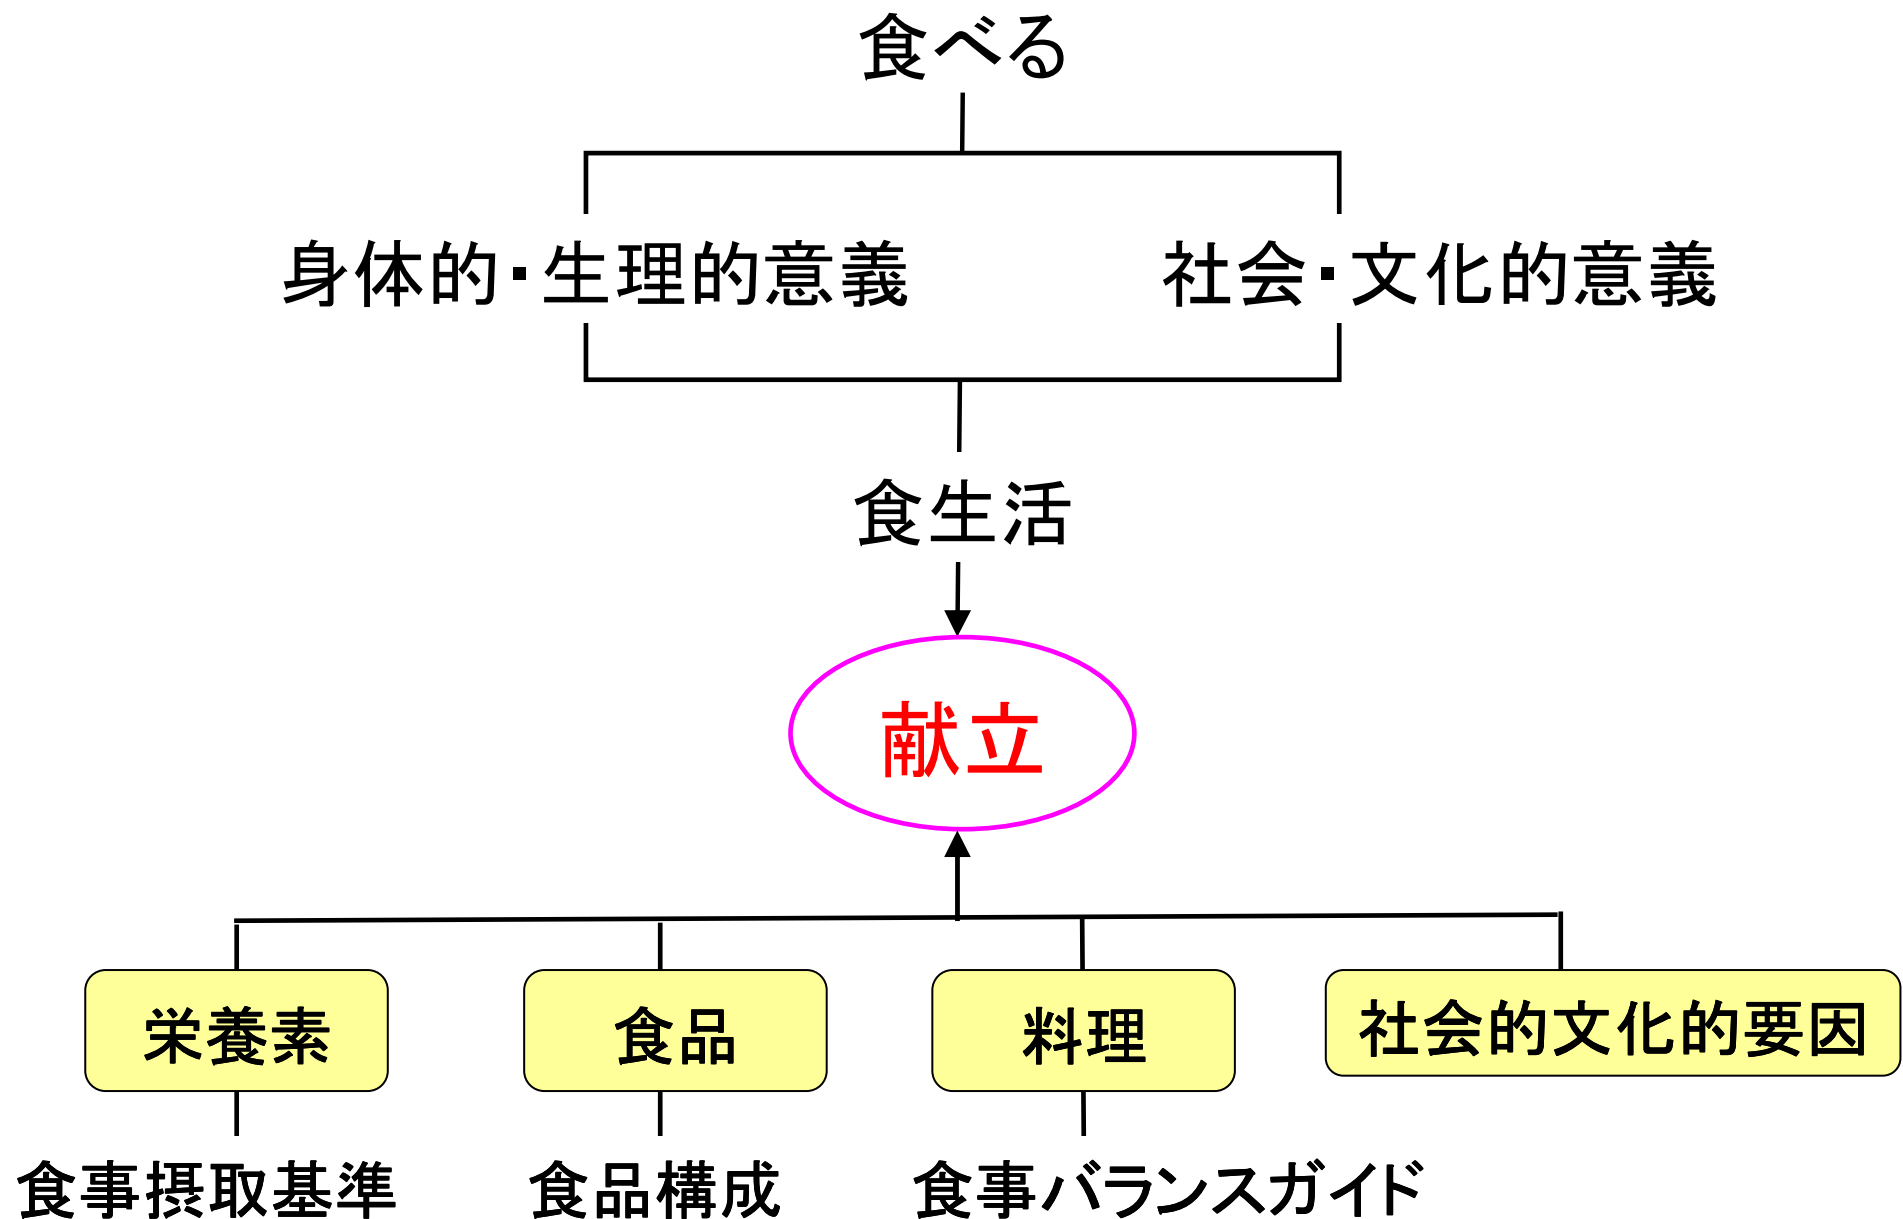 食べる
身体的・生理的意義
社会・文化的意義
食生活
献立
栄養素
食品
料理
社会的文化的要因
食事摂取基準
食品構成
食事バランスガイド